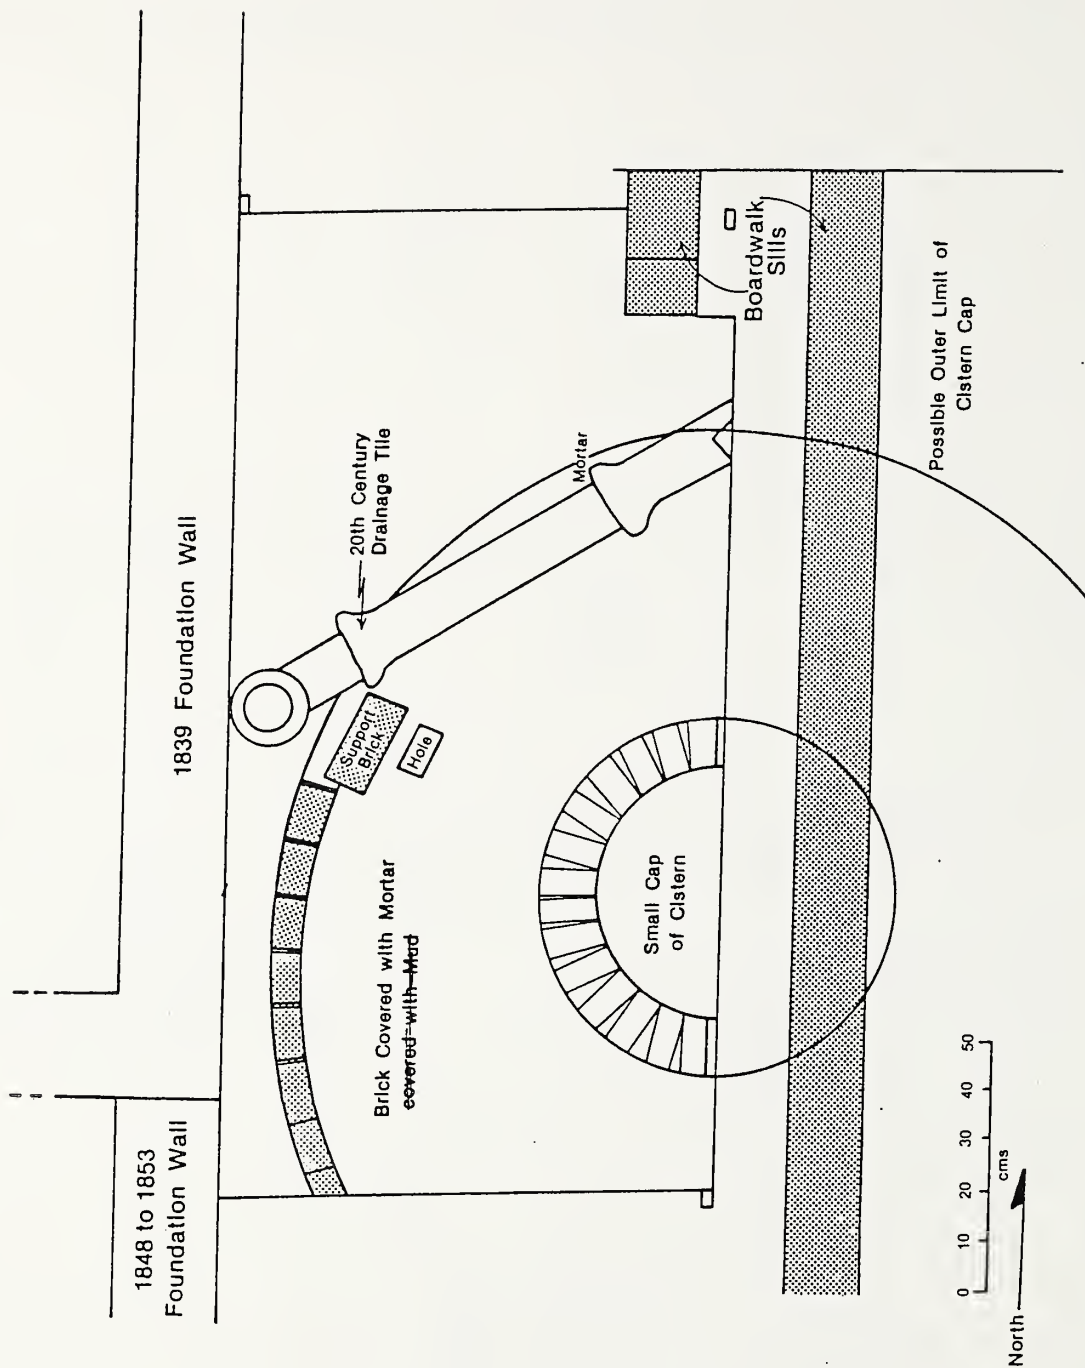 1848 to 1853
Foundation Wall
1839 Foundation Wall
20th Century
Drainage Tile
Support
Brick
Hole
Mortar
Brick Covered with Mortar
covered with Mud
Small Cap
of Cistern
Boardwalk
Sills
Possible Outer Limit of
Cistern Cap
0 10 20 30 40 50
cms
North